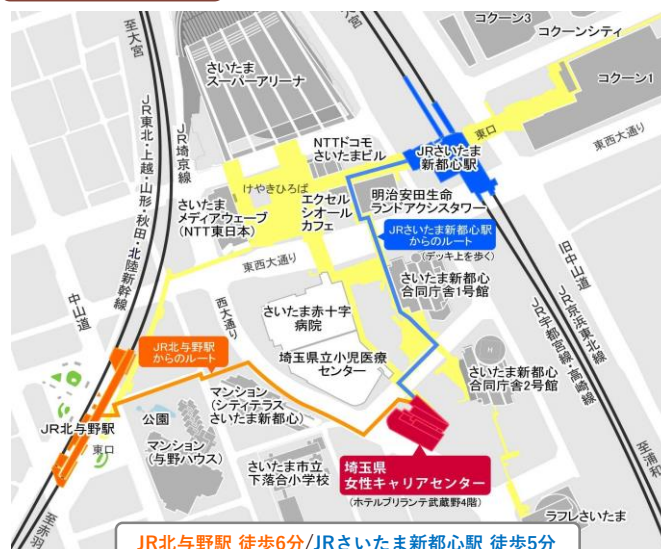 至大宮
コクーン3
コクーンシティ
コクーン1
さいたま
スーパーアリーナ
JR東北・上越・山形・秋田・北陸新幹線
JR埼京線
NTTドコモ
さいたまビル
JRさいたま
新都心駅
東口
東西大通り
けやきひろば
さいたま
メディアウェーブ
(NTT東日本)
エクセル
シオール
カフェ
明治安田生命
ランドアクシスタワー
JRさいたま新都心駅
からのルート
(デッキ上を歩く)
旧中山道
東西大通り
中山道
西大通り
さいたま新都心
合同庁舎1号館
JR京浜東北線
JR宇都宮線・高崎線
さいたま赤十字
病院
埼玉県立小児医療
センター
JR北与野駅
からのルート
さいたま新都心
合同庁舎2号館
H
マンション
(シティテラス
さいたま新都心)
公園
JR北与野駅
東口
マンション
(与野ハウス)
さいたま市立
下落合小学校
埼玉県
女性キャリアセンター
(ホテルブリランテ武蔵野4階)
至浦和
ラフレさいたま
至赤羽
JR北与野駅 徒歩6分/JRさいたま新都心駅 徒歩5分